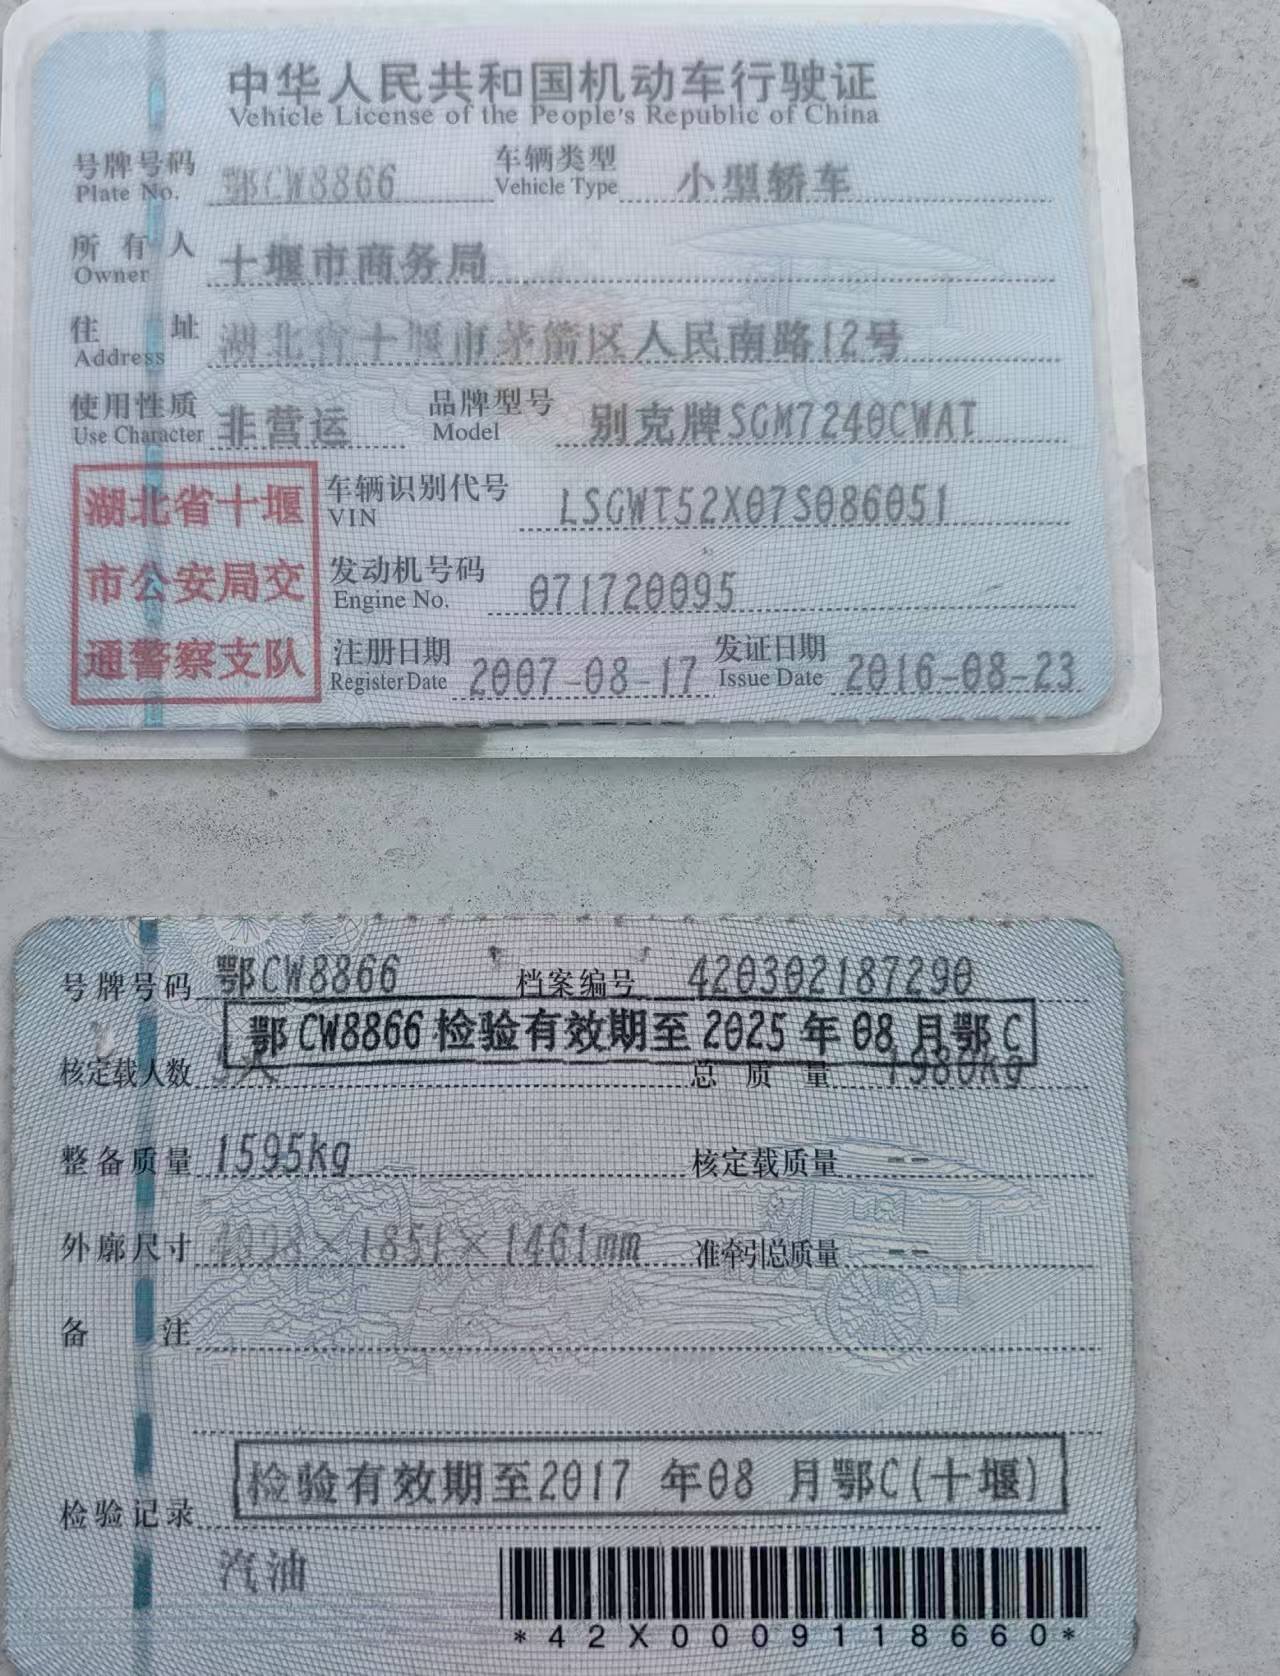 中华人民共和国机动车行驶证
Vehicle License of the People's Republic of China
号牌号码 鄂CW8866 车辆类型 小型轿车
Plate No. Vehicle Type
所有人 十堰市商务局
Owner
住址 湖北省十堰市茅箭区人民南路12号
Address
使用性质 非营运 品牌型号 别克牌SGM7240CWAT
Use Character Model
湖北省十堰
市公安局交
通警察支队
车辆识别代号 LSGWT52X07S086051
VIN
发动机号码 071720095
Engine No.
注册日期 2007-08-17 发证日期 2016-08-23
Register Date Issue Date
号牌号码 鄂CW8866 档案编号 420302187290
鄂CW8866检验有效期至2025年08月鄂C
核定载人数 5人 总质量 1980kg
整备质量 1595kg 核定载质量 --
外廓尺寸 ×1851×1461mm 准牵引总质量 --
备注
检验记录 检验有效期至2017 年08 月鄂C(十堰)
汽油
*42X0009118660*